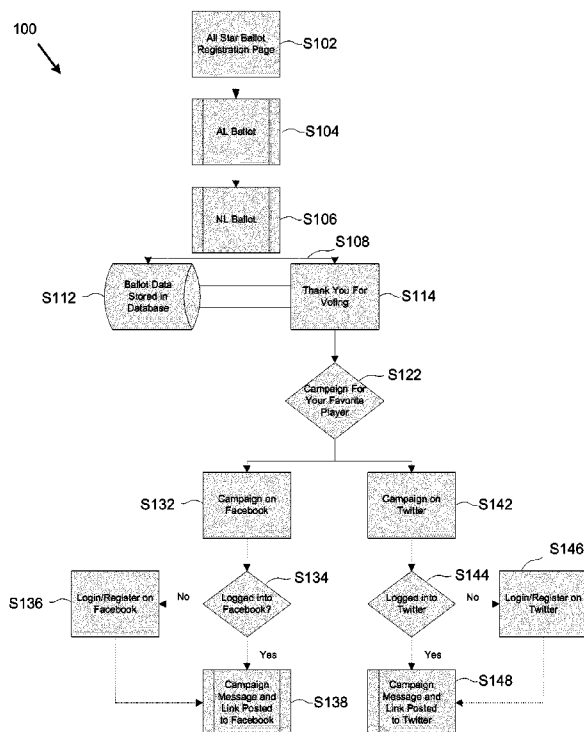 100
All Star Ballot
Registration Page
S102
AL Ballot
S104
NL Ballot
S106
S108
S112
Ballot Data
Stored in
Database
Thank You For
Voting
S114
S122
Campaign For
Your Favorite
Player
S132
Campaign on
Facebook
Campaign on
Twitter
S142
S136
Login/Register on
Facebook
No
Logged into
Facebook?
S134
Logged into
Twitter
S144
No
Login/Register on
Twitter
S146
Yes
Yes
Campaign
Message and
Link Posted
to Facebook
S138
Campaign
Message and
Link Posted
to Twitter
S148